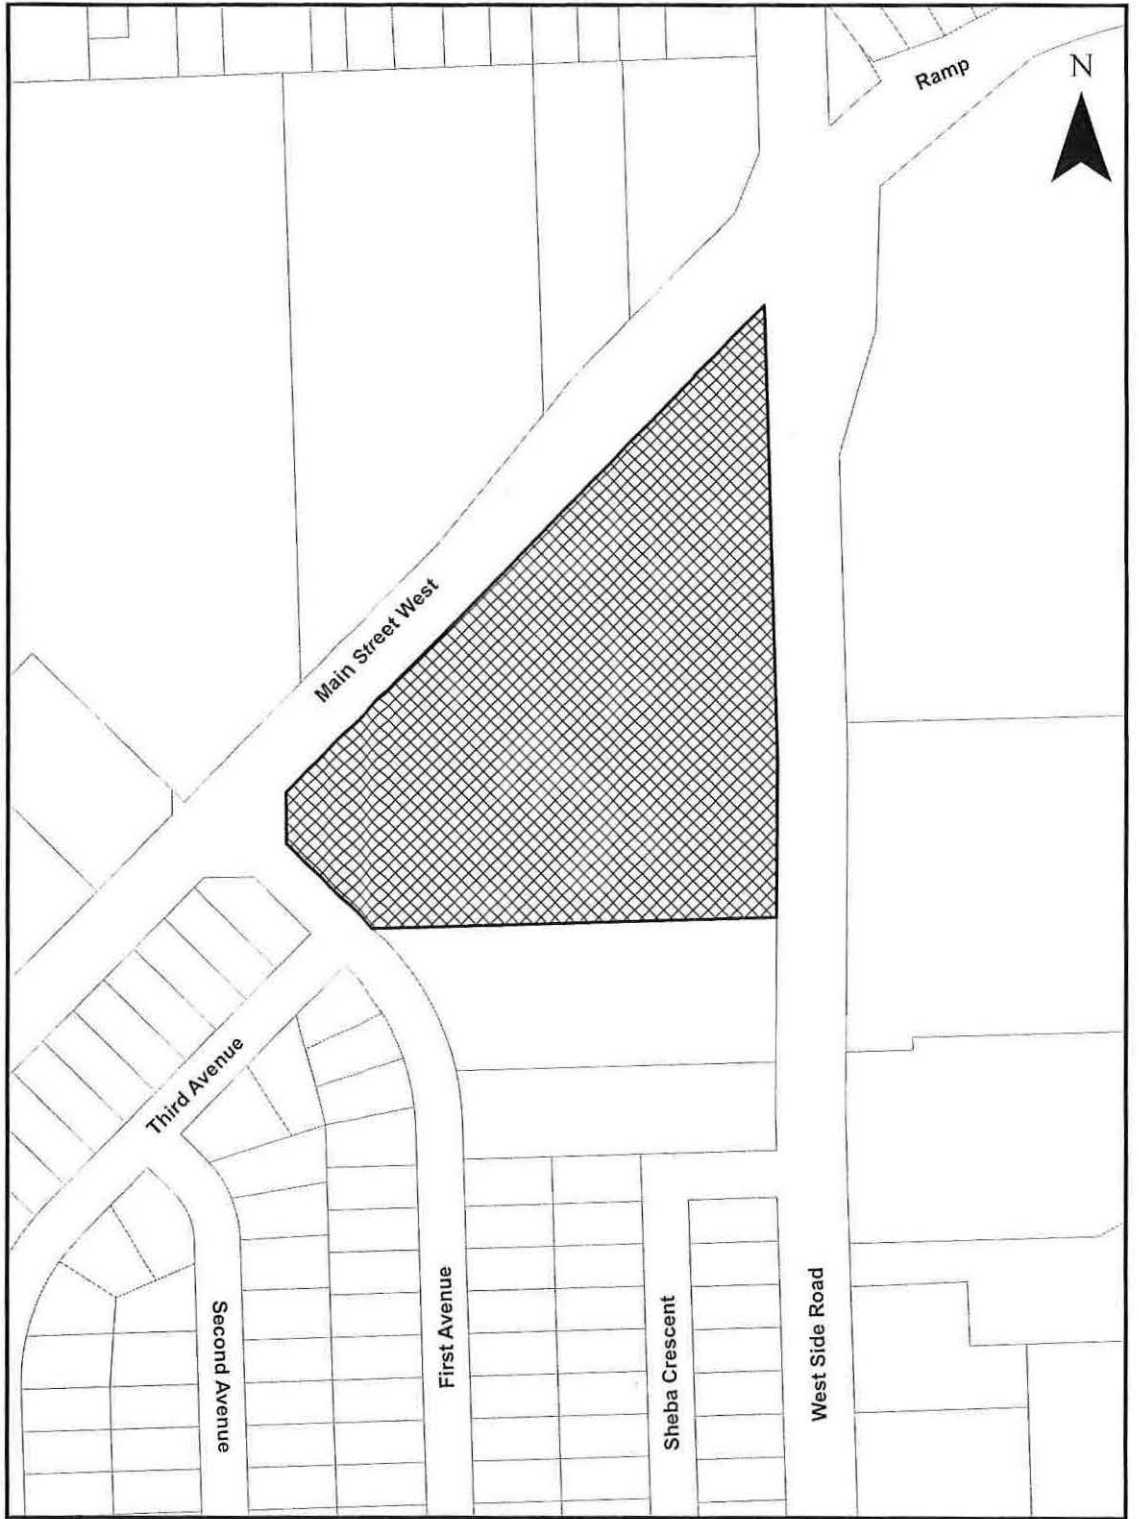 Ramp
N
Main Street West
Third Avenue
Second Avenue
First Avenue
Sheba Crescent
West Side Road